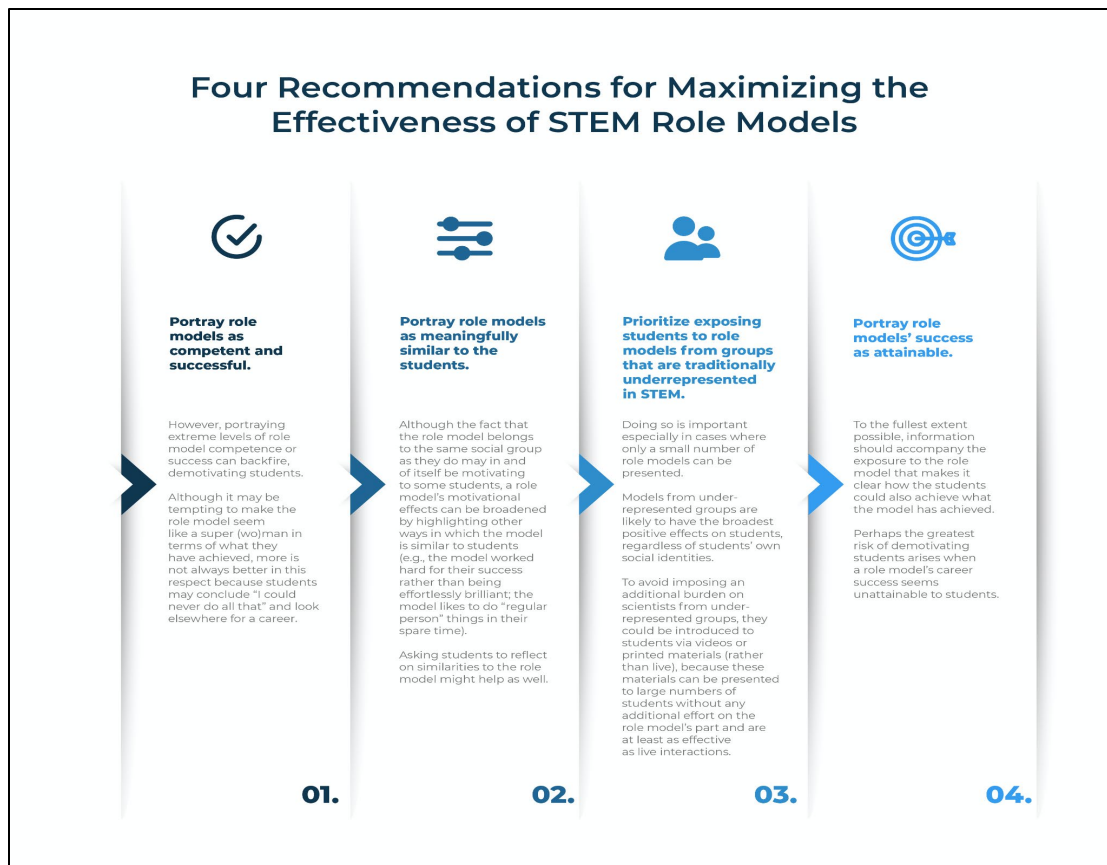 Four Recommendations for Maximizing the
Effectiveness of STEM Role Models
Portray role
models as
competent and
successful.
However, portraying
extreme levels of role
model competence or
success can backfire,
demotivating students.
Although it may be
tempting to make the
role model seem
like a super (wo)man in
terms of what they
have achieved, more is
not always better in this
respect because students
may conclude “I could
never do all that” and look
elsewhere for a career.
01.
Portray role models
as meaningfully
similar to the
students.
Although the fact that
the role model belongs
to the same social group
as they do may in and
of itself be motivating
to some students, a role
model’s motivational
effects can be broadened
by highlighting other
ways in which the model
is similar to students
(e.g., the model worked
hard for their success
rather than being
effortlessly brilliant; the
model likes to do “regular
person” things in their
spare time).
Asking students to reflect
on similarities to the role
model might help as well.
02.
Prioritize exposing
students to role
models from groups
that are traditionally
underrepresented
in STEM.
Doing so is important
especially in cases where
only a small number of
role models can be
presented.
Models from under-
represented groups are
likely to have the broadest
positive effects on students,
regardless of students’ own
social identities.
To avoid imposing an
additional burden on
scientists from under-
represented groups, they
could be introduced to
students via videos or
printed materials (rather
than live), because these
materials can be presented
to large numbers of
students without any
additional effort on the
role model’s part and are
at least as effective
as live interactions.
03.
Portray role
models’ success
as attainable.
To the fullest extent
possible, information
should accompany the
exposure to the role
model that makes it
clear how the students
could also achieve what
the model has achieved.
Perhaps the greatest
risk of demotivating
students arises when
a role model’s career
success seems
unattainable to students.
04.